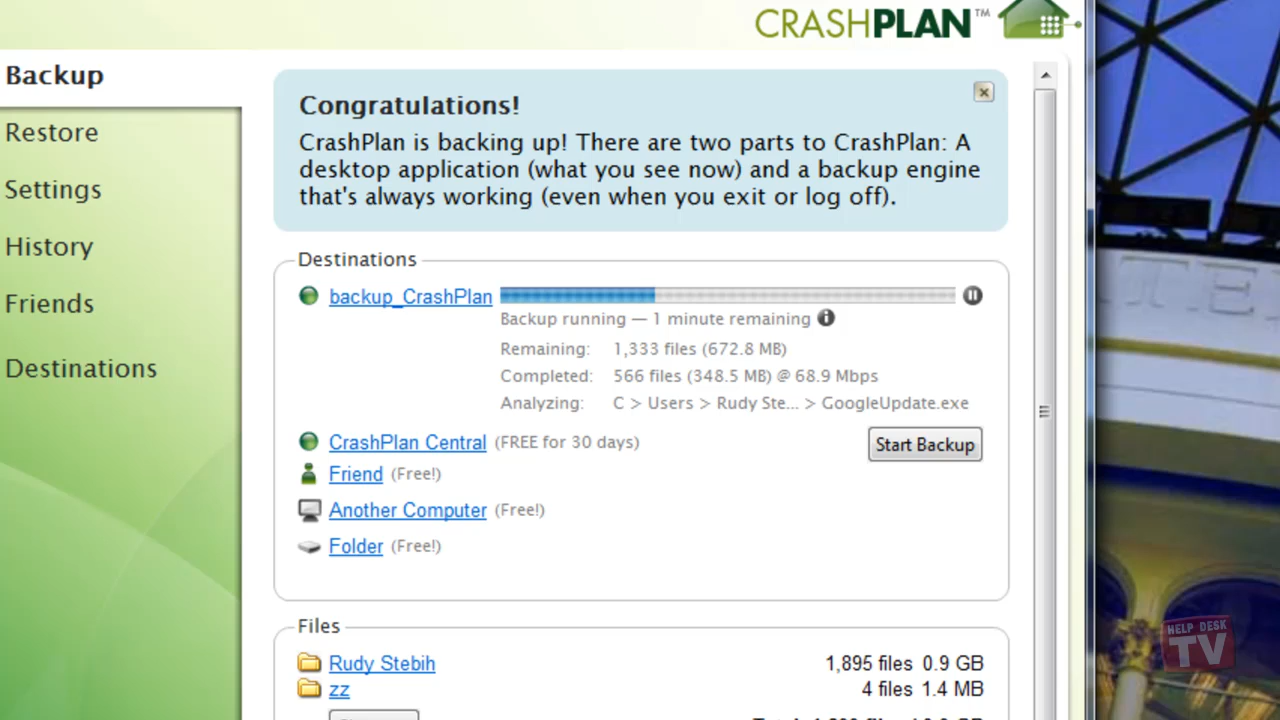 CRASHPLAN™
Backup
Restore
Settings
History
Friends
Destinations
Congratulations!
CrashPlan is backing up! There are two parts to CrashPlan: A
desktop application (what you see now) and a backup engine
that's always working (even when you exit or log off).
Destinations
backup_CrashPlan
Backup running — 1 minute remaining
Remaining: 1,333 files (672.8 MB)
Completed: 566 files (348.5 MB) @ 68.9 Mbps
Analyzing: C > Users > Rudy Ste... > GoogleUpdate.exe
CrashPlan Central (FREE for 30 days) Start Backup
Friend (Free!)
Another Computer (Free!)
Folder (Free!)
Files
Rudy Stebih 1,895 files 0.9 GB
zz 4 files 1.4 MB
HELP DESK
TV